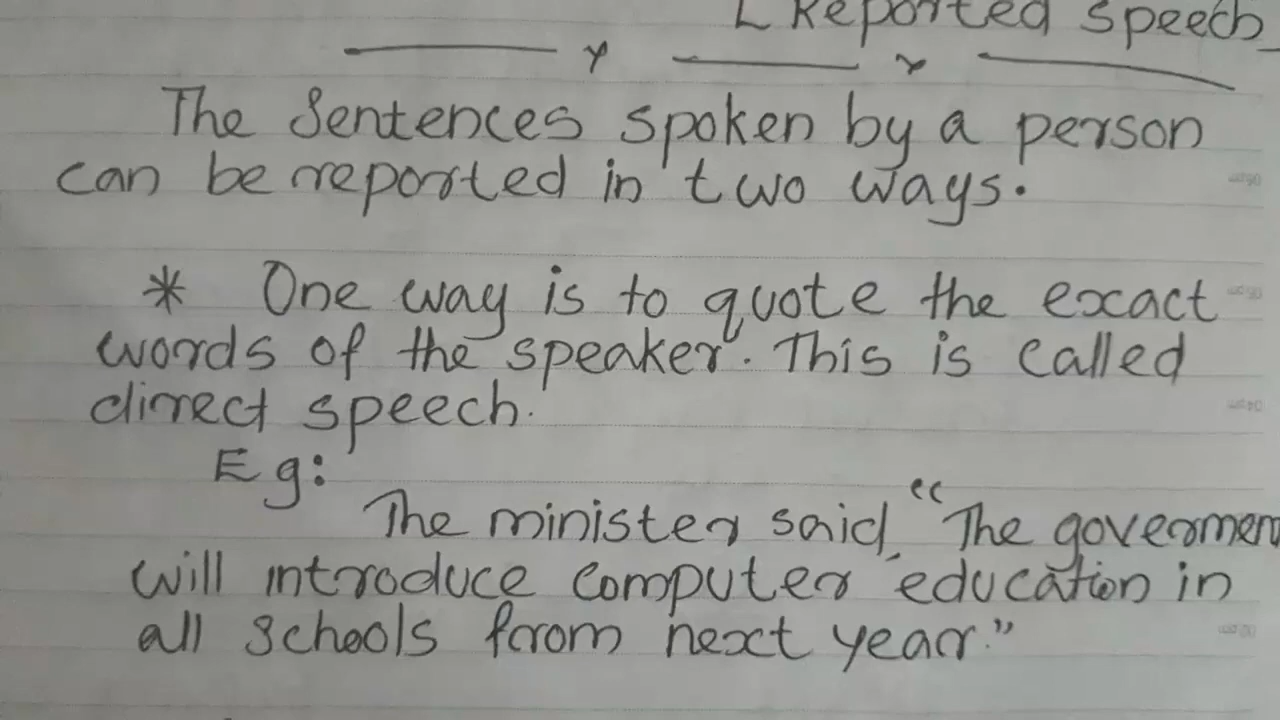 Reported speech
The Sentences spoken by a person
can be reported in two ways.
* One way is to quote the exact
words of the speaker. This is called
direct speech.
Eg:
The minister said, "The govermen
will introduce computer education in
all schools from next year."